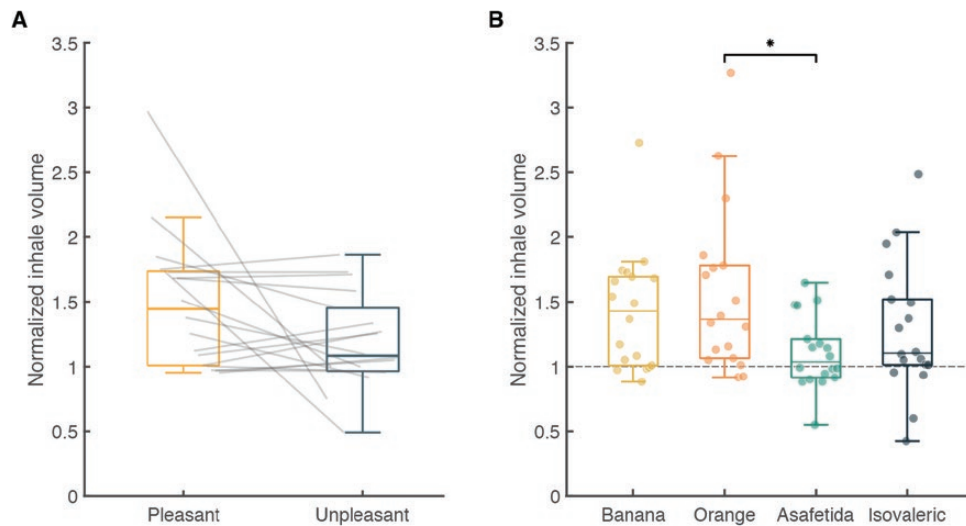 A
Normalized inhale volume
3.5
3
2.5
2
1.5
1
0.5
0
Pleasant Unpleasant
B
Normalized inhale volume
3.5
3
2.5
2
1.5
1
0.5
0
*
Banana Orange Asafetida Isovaleric